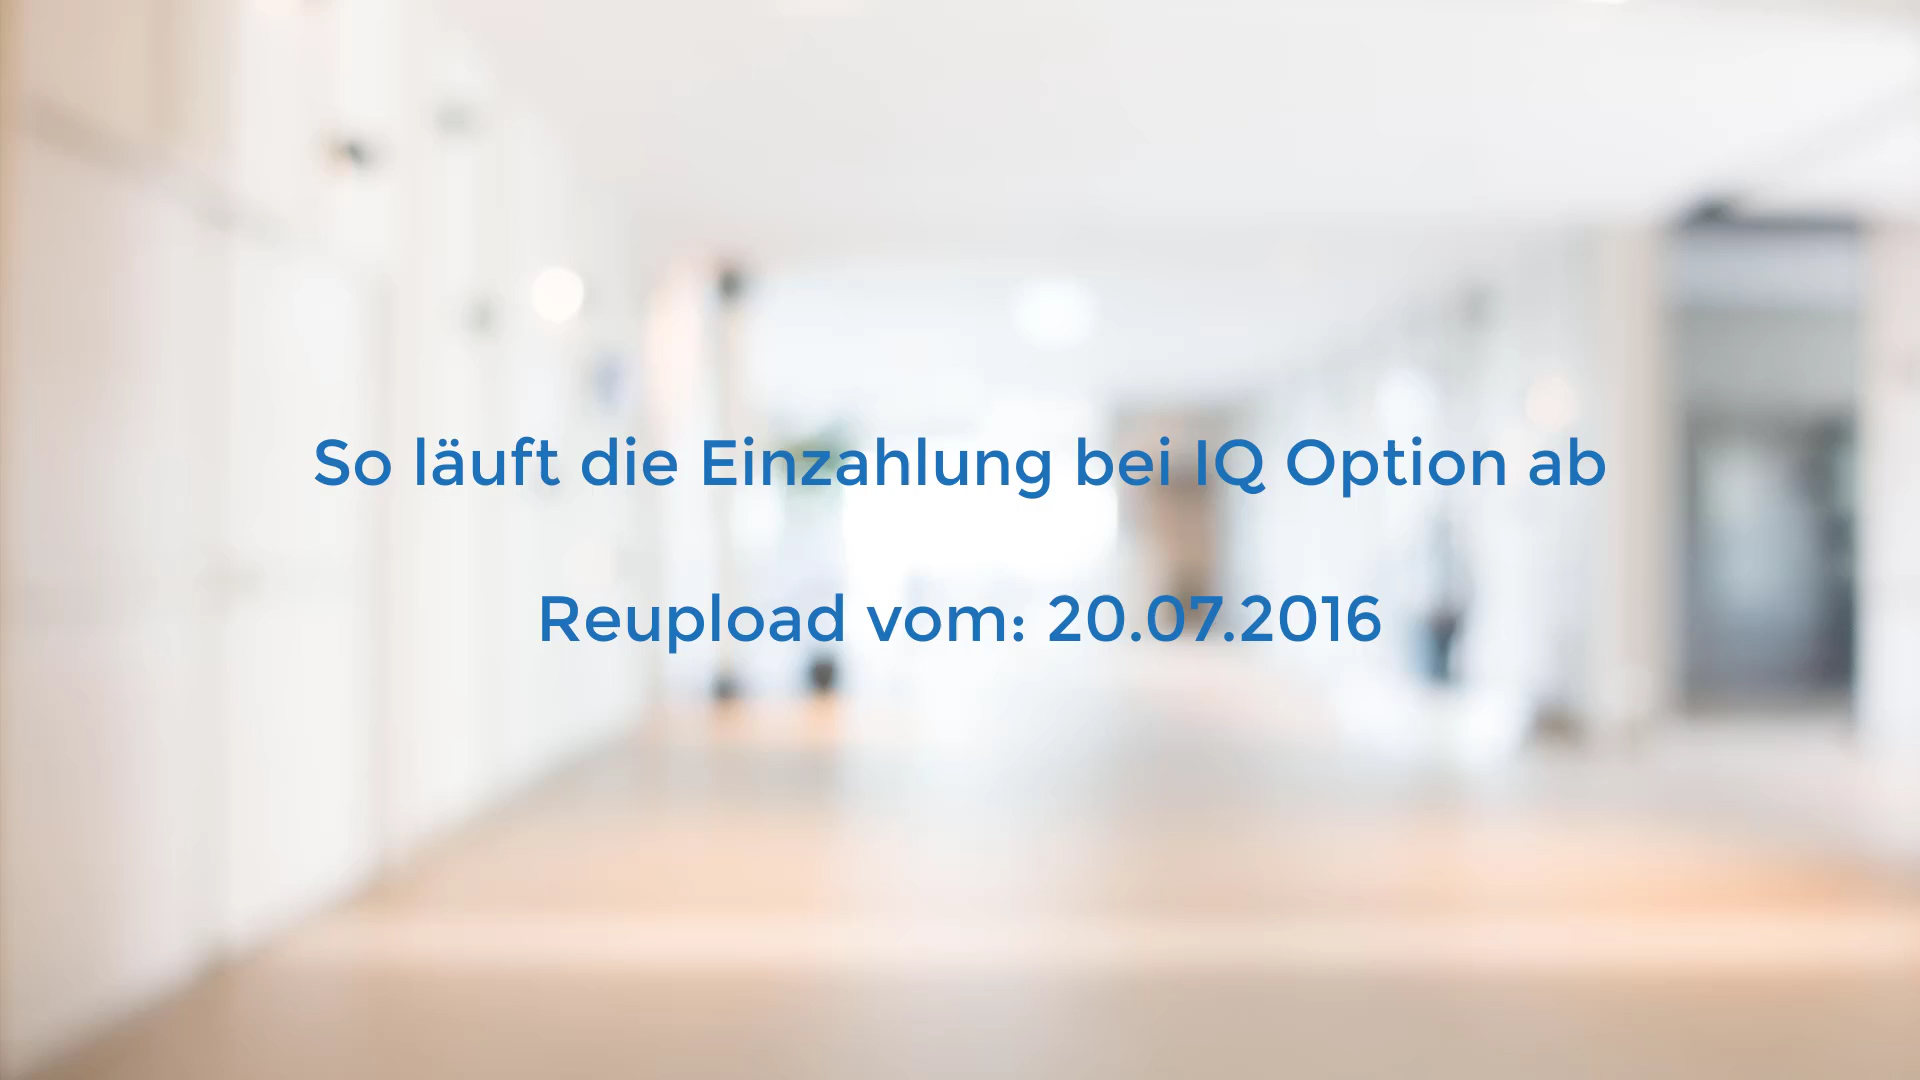 So läuft die Einzahlung bei IQ Option ab
Reupload vom: 20.07.2016